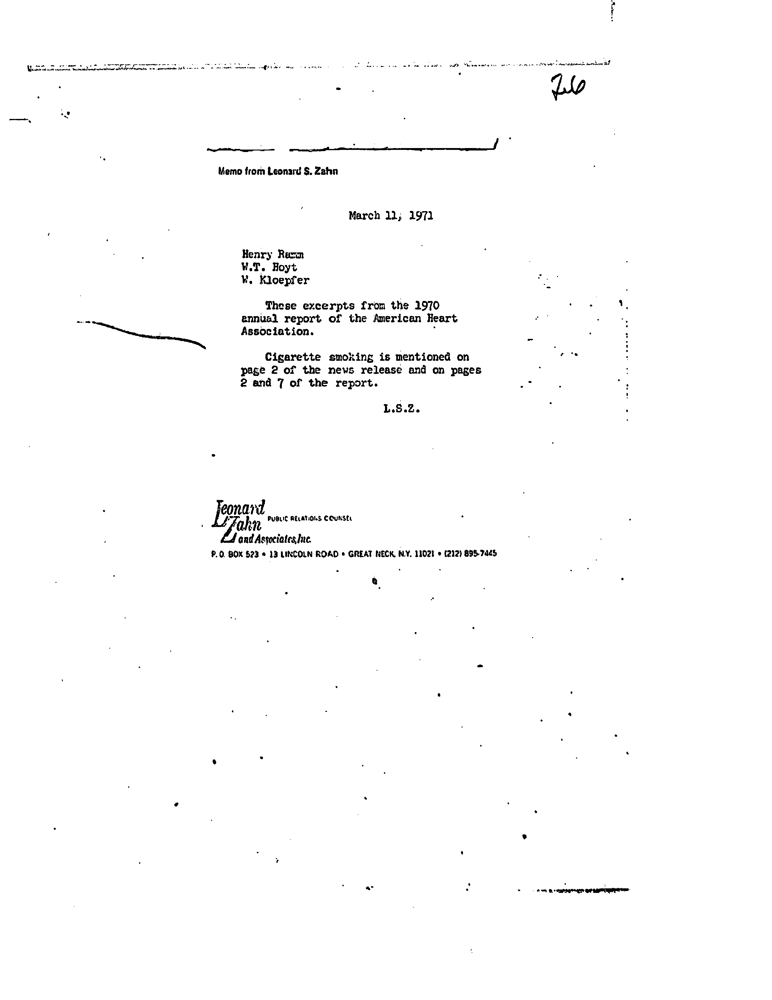 26
Memo from Leonard S. Zahn
March 11, 1971
Henry Ramm
W.T. Hoyt
W. Kloepfer
These excerpts from the 1970
annual report of the American Heart
Association.
Cigarette smoking is mentioned on
page 2 of the news release and on pages
2 and 7 of the report.
L.S.Z.
Leonard
Zahn PUBLIC RELATIONS COUNSEL
and Associates, Inc.
P.O. BOX 523 • 13 LINCOLN ROAD • GREAT NECK, N.Y. 11021 • (212) 895-7445